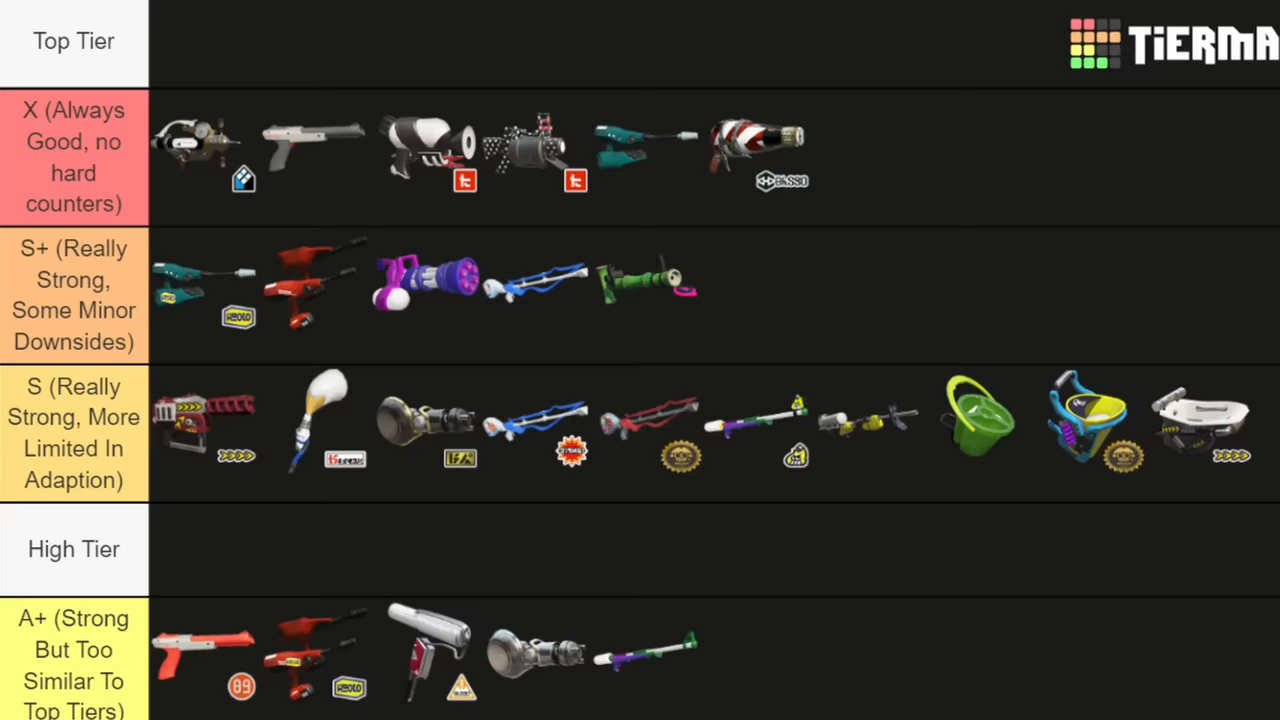 Top Tier
TiERMA
X (Always
Good, no
hard
counters)
S+ (Really
Strong,
Some Minor
Downsides)
S (Really
Strong, More
Limited In
Adaption)
High Tier
A+ (Strong
But Too
Similar To
Top Tiers)
89